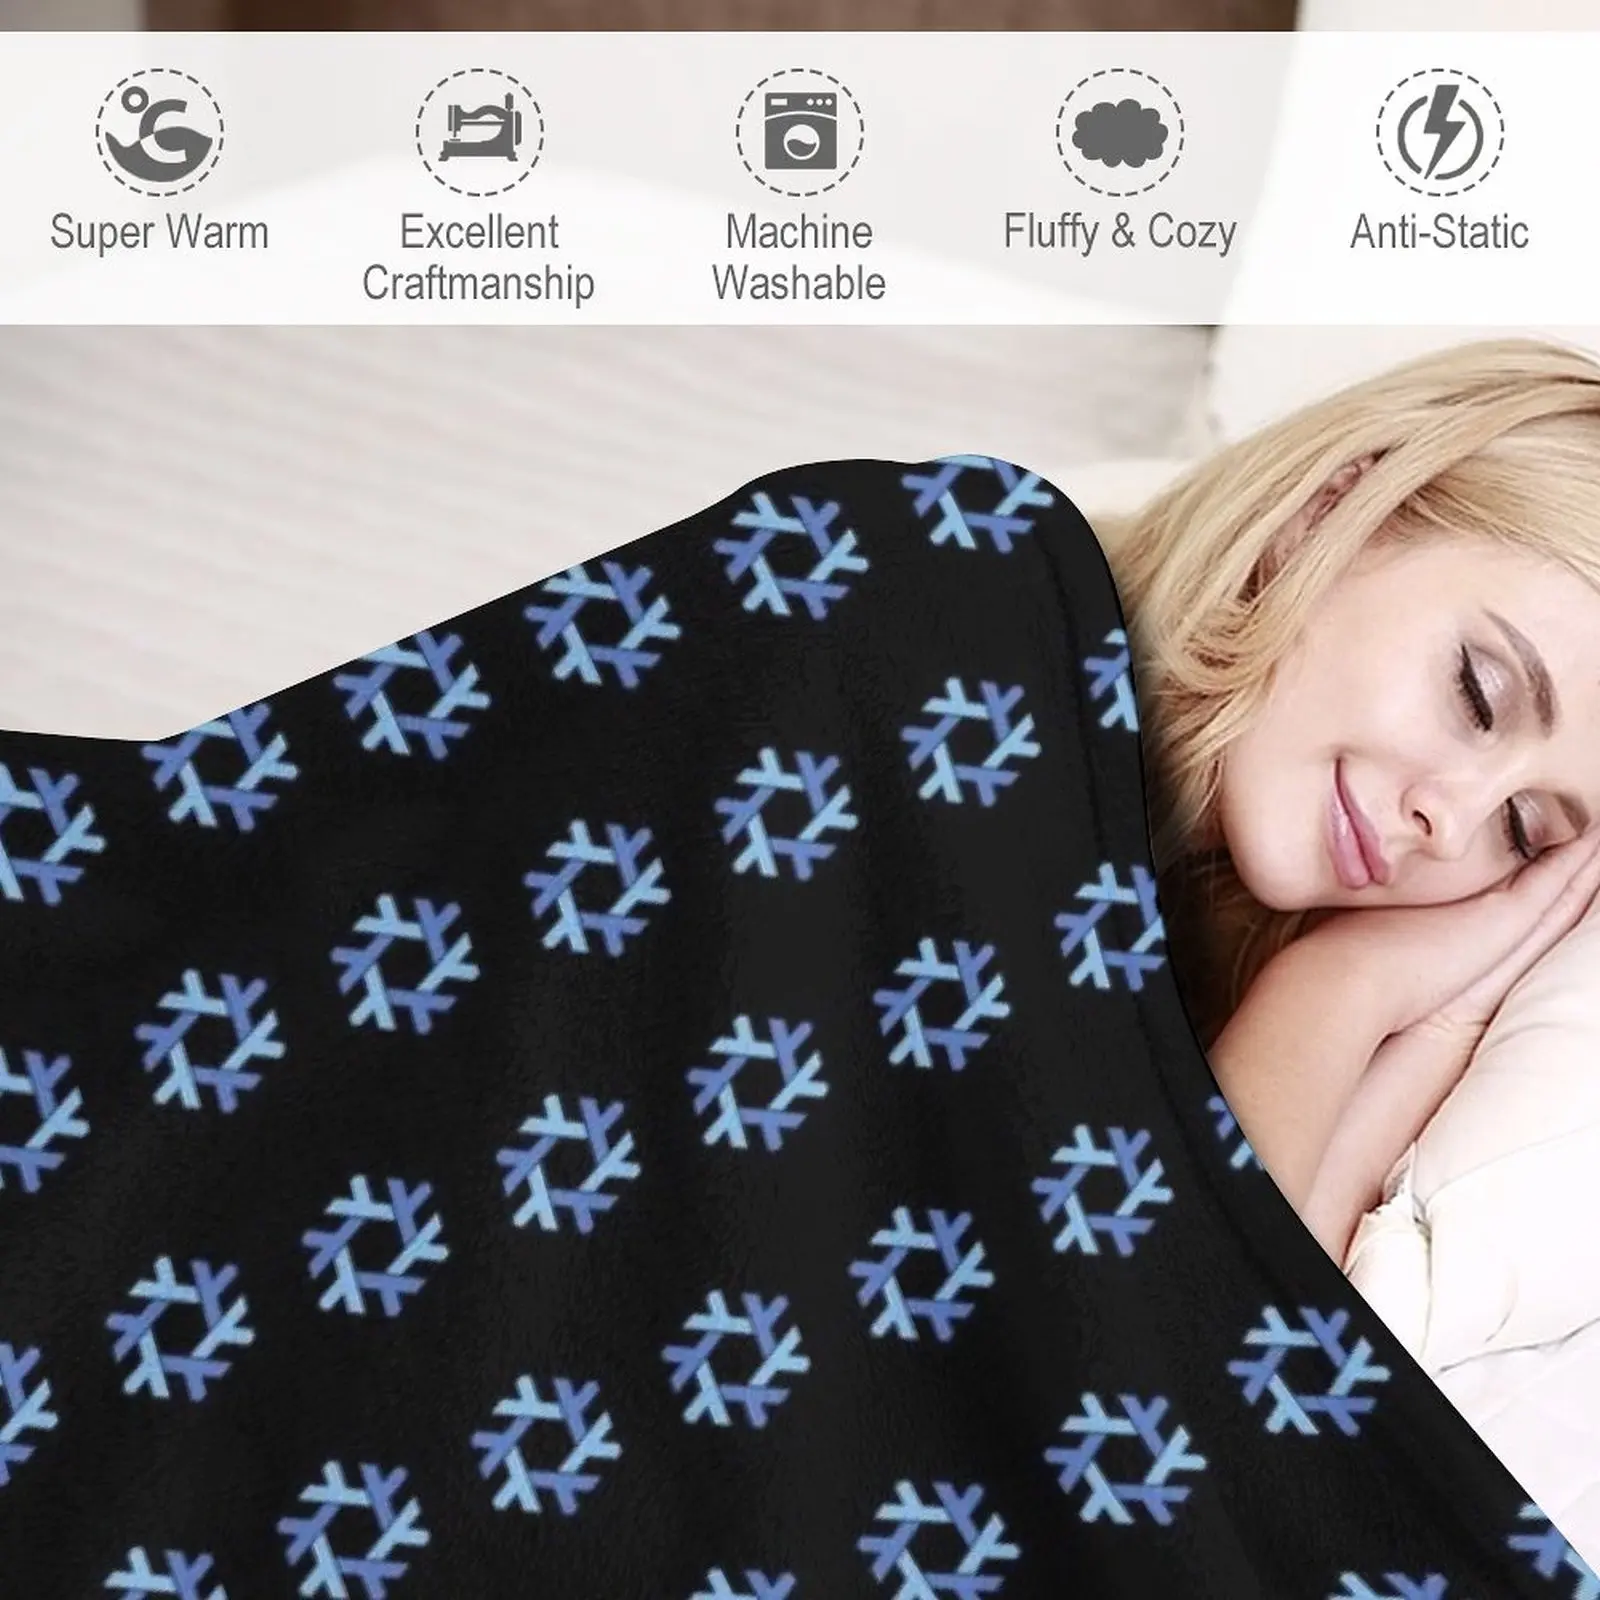 Super Warm
Excellent
Craftmanship
Machine
Washable
Fluffy & Cozy
Anti-Static